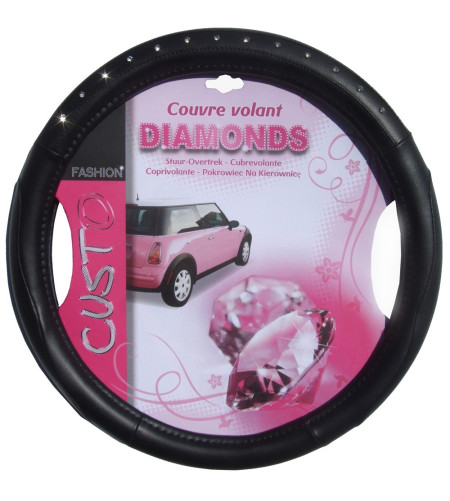 Couvre volant
DIAMONDS
Stuur-Overtrek - Cubrevolante
Coprivolante - Pokrowiec Na Kierownicę
FASHION
CUSTO